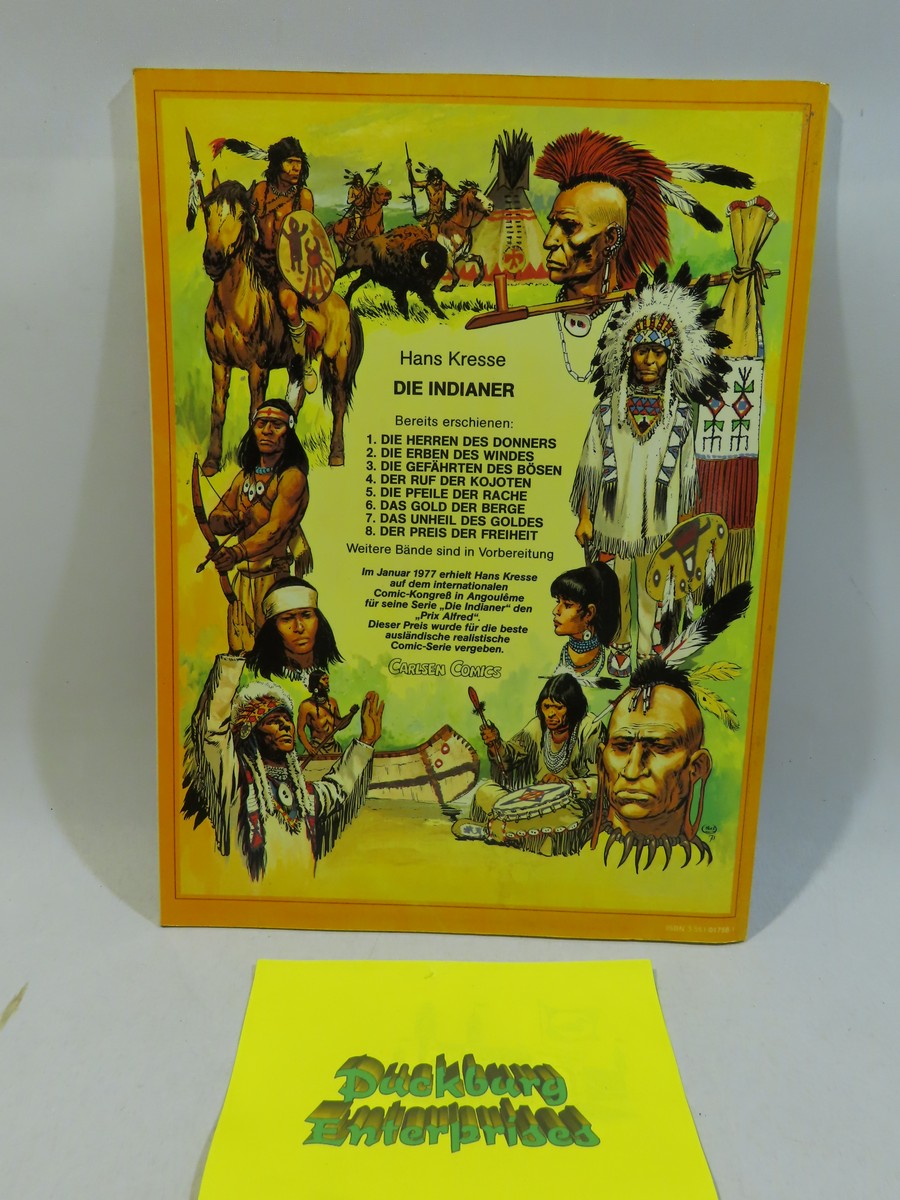 Hans Kresse
DIE INDIANER
Bereits erschienen:
1. DIE HERREN DES DONNERS
2. DIE ERBEN DES WINDES
3. DIE GEFÄHRTEN DES BÖSEN
4. DER RUF DER KOJOTEN
5. DIE PFEILE DER RACHE
6. DAS GOLD DER BERGE
7. DAS UNHEIL DES GOLDES
8. DER PREIS DER FREIHEIT
Weitere Bände sind in Vorbereitung
Im Januar 1977 erhielt Hans Kresse
auf dem internationalen
Comic-Kongreß in Angoulême
für seine Serie „Die Indianer" den
„Prix Alfred".
Dieser Preis wurde für die beste
ausländische realistische
Comic-Serie vergeben.
CARLSEN COMICS
ISBN
Duckburg
Enterprises